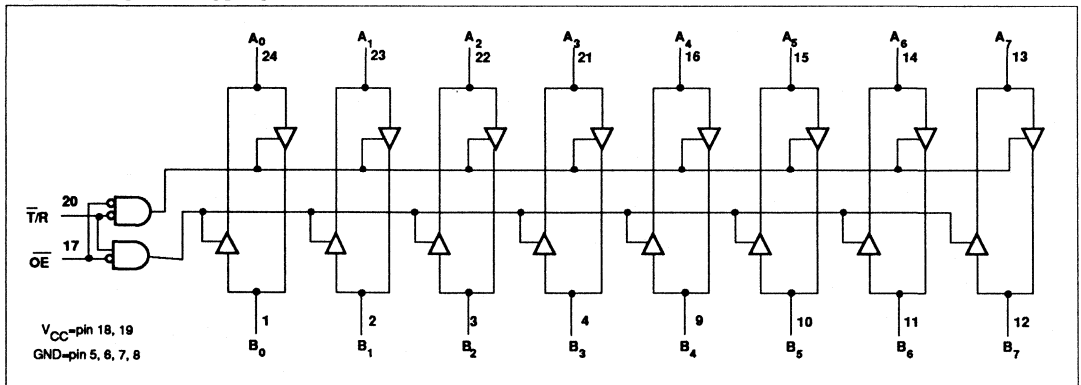 A0 A1 A2 A3 A4 A5 A6 A7
24 23 22 21 16 15 14 13
20
T̅/R
17
O̅E̅
1 2 3 4 9 10 11 12
B0 B1 B2 B3 B4 B5 B6 B7
VCC=pin 18, 19
GND=pin 5, 6, 7, 8